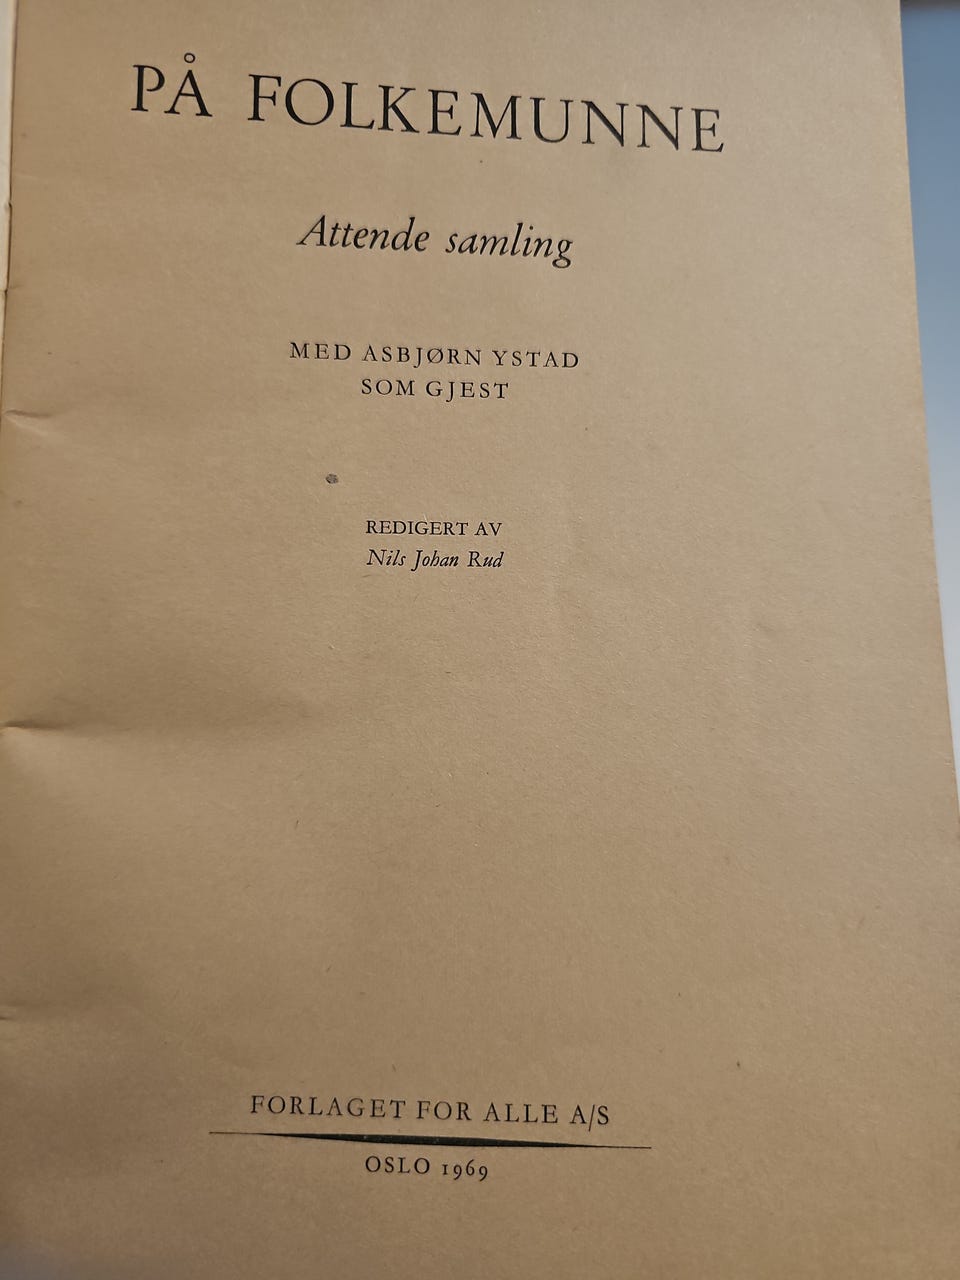 PÅ FOLKEMUNNE
Attende samling
MED ASBJØRN YSTAD
SOM GJEST
REDIGERT AV
Nils Johan Rud
FORLAGET FOR ALLE A/S
OSLO 1969